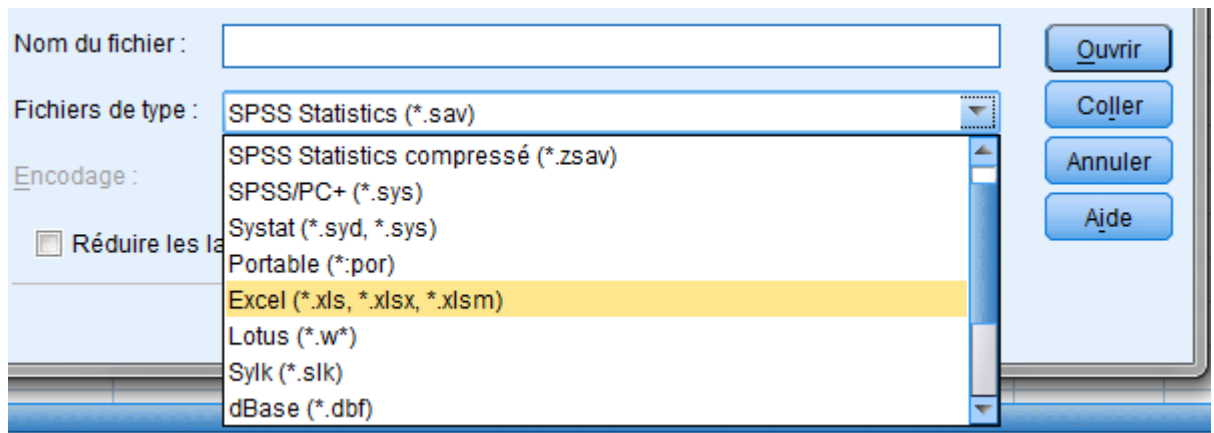 Nom du fichier :
Ouvrir
Fichiers de type : SPSS Statistics (*.sav)
Coller
SPSS Statistics compressé (*.zsav)
Annuler
Encodage :
SPSS/PC+ (*.sys)
Systat (*.syd, *.sys)
Aide
Réduire les
Portable (*:por)
Excel (*.xls, *.xlsx, *.xlsm)
Lotus (*.w*)
Sylk (*.slk)
dBase (*.dbf)